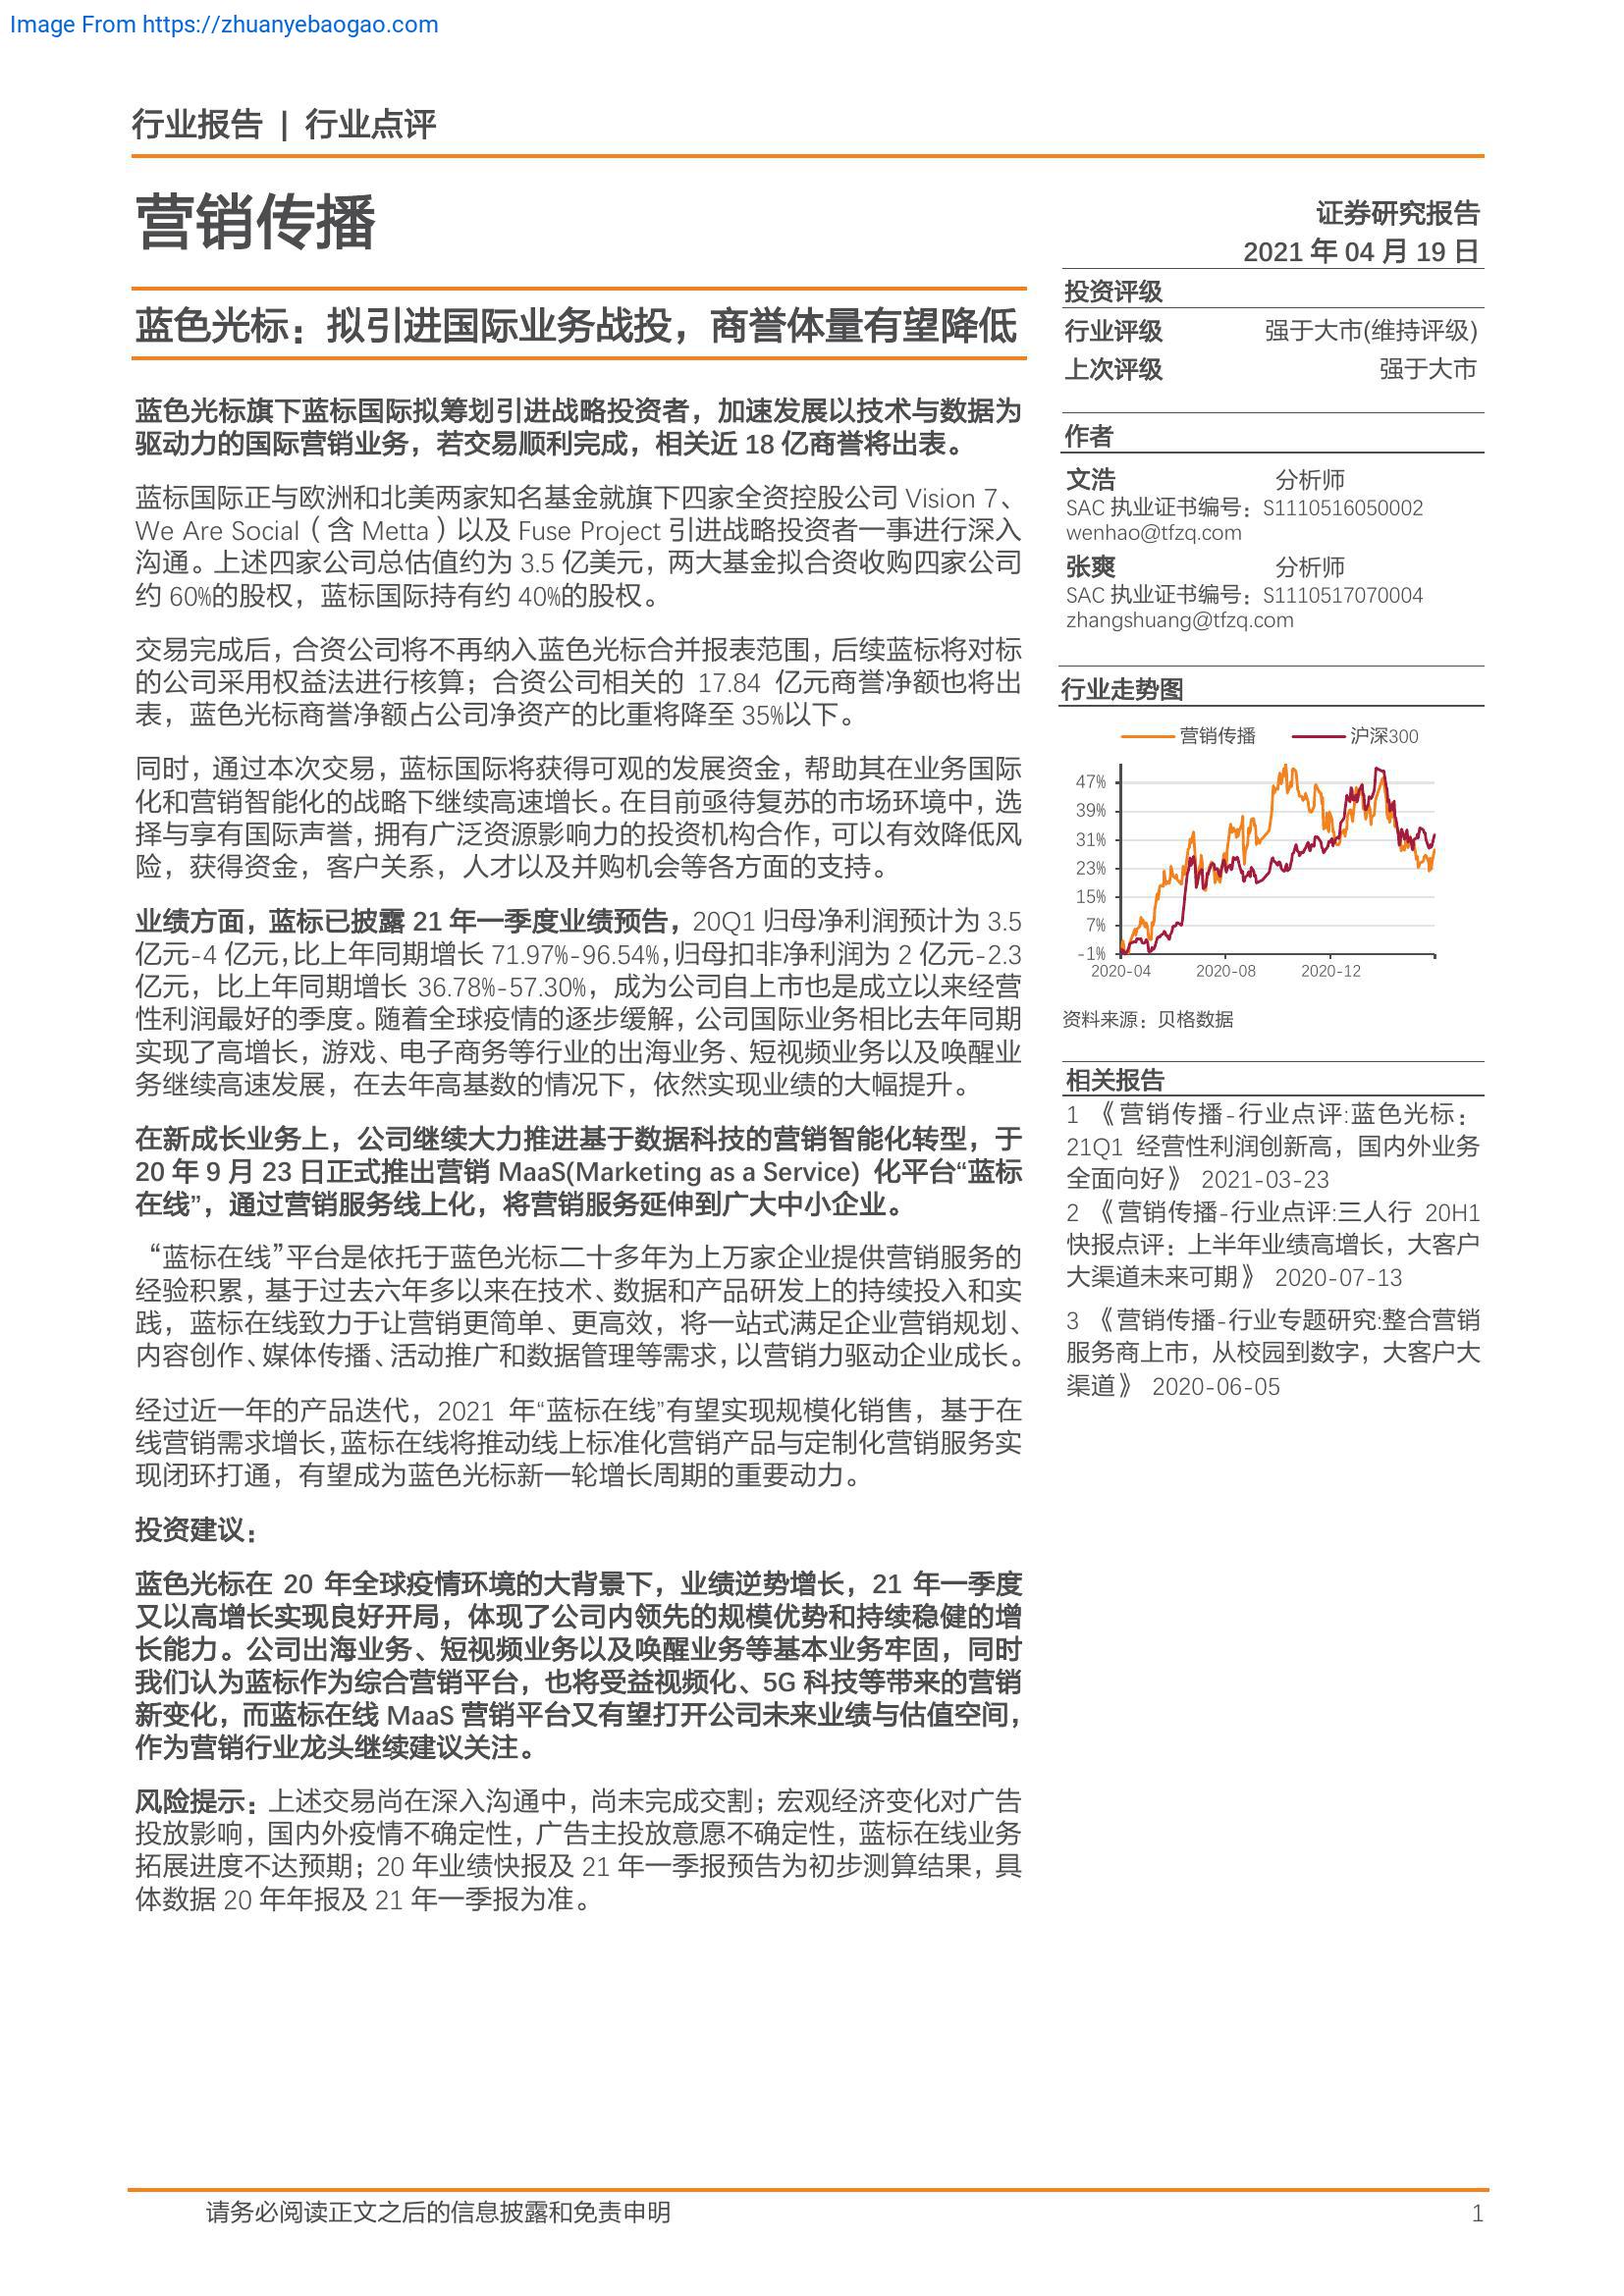 Image From https://zhuanyebaogao.com
行业报告 | 行业点评
营销传播
证券研究报告
2021 年 04 月 19 日
蓝色光标：拟引进国际业务战投，商誉体量有望降低
蓝色光标旗下蓝标国际拟筹划引进战略投资者，加速发展以技术与数据为
驱动力的国际营销业务，若交易顺利完成，相关近 18 亿商誉将出表。
蓝标国际正与欧洲和北美两家知名基金就旗下四家全资控股公司 Vision 7、
We Are Social（含 Metta）以及 Fuse Project 引进战略投资者一事进行深入
沟通。上述四家公司总估值约为 3.5 亿美元，两大基金拟合资收购四家公司
约 60%的股权，蓝标国际持有约 40%的股权。
交易完成后，合资公司将不再纳入蓝色光标合并报表范围，后续蓝标将对标
的公司采用权益法进行核算；合资公司相关的 17.84 亿元商誉净额也将出
表，蓝色光标商誉净额占公司净资产的比重将降至 35%以下。
同时，通过本次交易，蓝标国际将获得可观的发展资金，帮助其在业务国际
化和营销智能化的战略下继续高速增长。在目前亟待复苏的市场环境中，选
择与享有国际声誉，拥有广泛资源影响力的投资机构合作，可以有效降低风
险，获得资金，客户关系，人才以及并购机会等各方面的支持。
业绩方面，蓝标已披露 21 年一季度业绩预告，20Q1 归母净利润预计为 3.5
亿元-4 亿元，比上年同期增长 71.97%-96.54%，归母扣非净利润为 2 亿元-2.3
亿元，比上年同期增长 36.78%-57.30%，成为公司自上市也是成立以来经营
性利润最好的季度。随着全球疫情的逐步缓解，公司国际业务相比去年同期
实现了高增长，游戏、电子商务等行业的出海业务、短视频业务以及唤醒业
务继续高速发展，在去年高基数的情况下，依然实现业绩的大幅提升。
在新成长业务上，公司继续大力推进基于数据科技的营销智能化转型，于
20 年 9 月 23 日正式推出营销 MaaS(Marketing as a Service) 化平台“蓝标
在线”，通过营销服务线上化，将营销服务延伸到广大中小企业。
“蓝标在线”平台是依托于蓝色光标二十多年为上万家企业提供营销服务的
经验积累，基于过去六年多以来在技术、数据和产品研发上的持续投入和实
践，蓝标在线致力于让营销更简单、更高效，将一站式满足企业营销规划、
内容创作、媒体传播、活动推广和数据管理等需求，以营销力驱动企业成长。
经过近一年的产品迭代，2021 年“蓝标在线”有望实现规模化销售，基于在
线营销需求增长，蓝标在线将推动线上标准化营销产品与定制化营销服务实
现闭环打通，有望成为蓝色光标新一轮增长周期的重要动力。
投资建议：
蓝色光标在 20 年全球疫情环境的大背景下，业绩逆势增长，21 年一季度
又以高增长实现良好开局，体现了公司内领先的规模优势和持续稳健的增
长能力。公司出海业务、短视频业务以及唤醒业务等基本业务牢固，同时
我们认为蓝标作为综合营销平台，也将受益视频化、5G 科技等带来的营销
新变化，而蓝标在线 MaaS 营销平台又有望打开公司未来业绩与估值空间，
作为营销行业龙头继续建议关注。
风险提示：上述交易尚在深入沟通中，尚未完成交割；宏观经济变化对广告
投放影响，国内外疫情不确定性，广告主投放意愿不确定性，蓝标在线业务
拓展进度不达预期；20 年业绩快报及 21 年一季报预告为初步测算结果，具
体数据 20 年年报及 21 年一季报为准。
投资评级
行业评级 强于大市(维持评级)
上次评级 强于大市
作者
文浩 分析师
SAC 执业证书编号：S1110516050002
wenhao@tfzq.com
张爽 分析师
SAC 执业证书编号：S1110517070004
zhangshuang@tfzq.com
行业走势图
营销传播 沪深300
47%
39%
31%
23%
15%
7%
-1%
2020-04 2020-08 2020-12
资料来源：贝格数据
相关报告
1 《营销传播-行业点评:蓝色光标：
21Q1 经营性利润创新高，国内外业务
全面向好》 2021-03-23
2 《营销传播-行业点评:三人行 20H1
快报点评：上半年业绩高增长，大客户
大渠道未来可期》 2020-07-13
3 《营销传播-行业专题研究:整合营销
服务商上市，从校园到数字，大客户大
渠道》 2020-06-05
请务必阅读正文之后的信息披露和免责申明 1